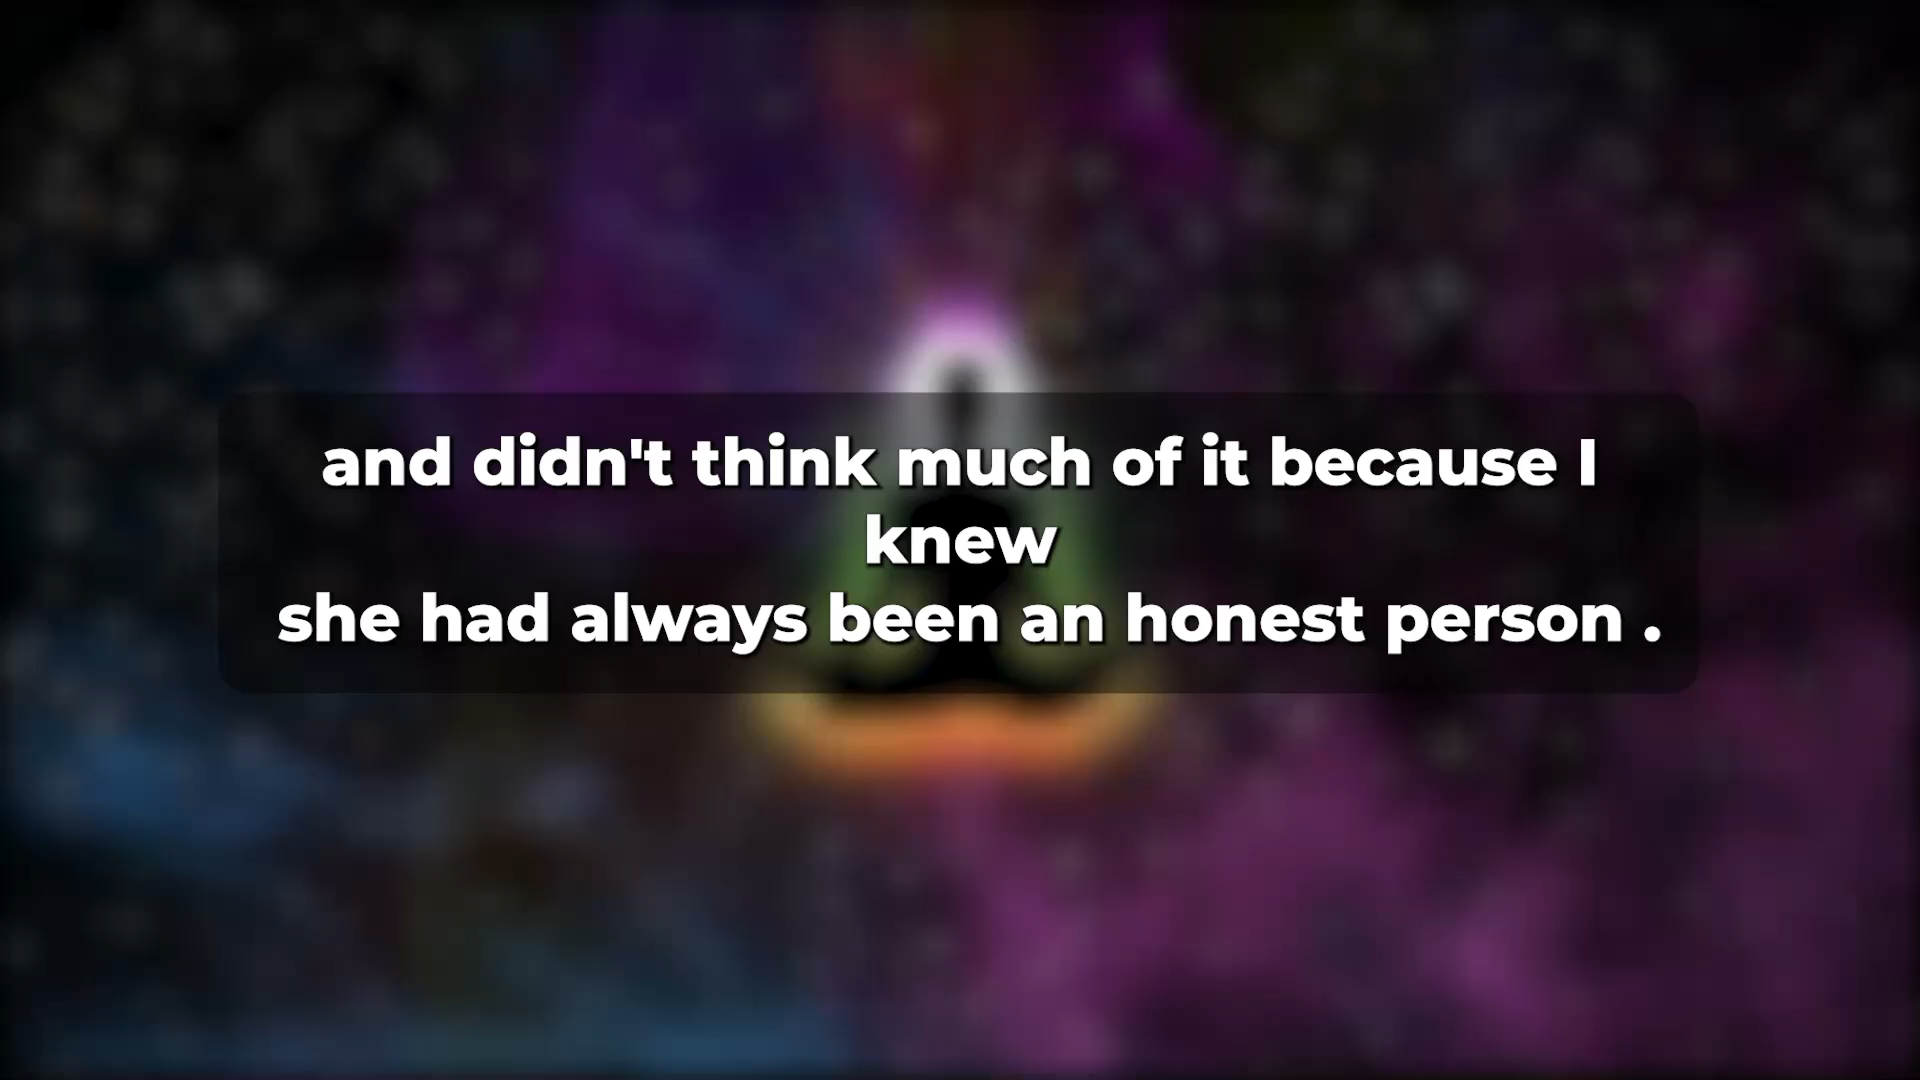 and didn't think much of it because I
knew
she had always been an honest person .